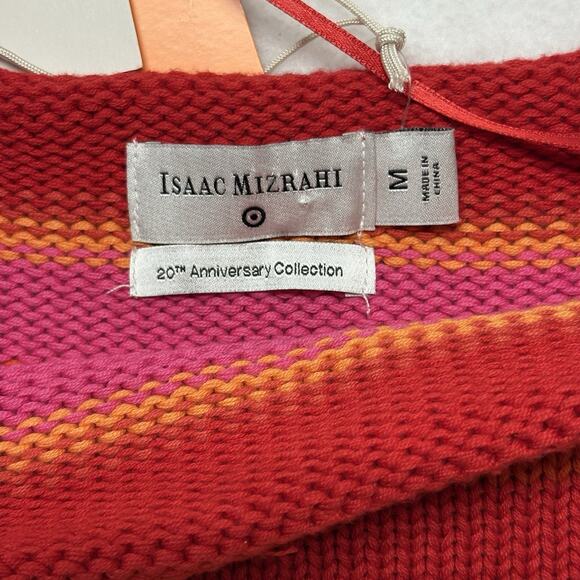 ISAAC MIZRAHI
M
MADE IN
CHINA
20TH Anniversary Collection